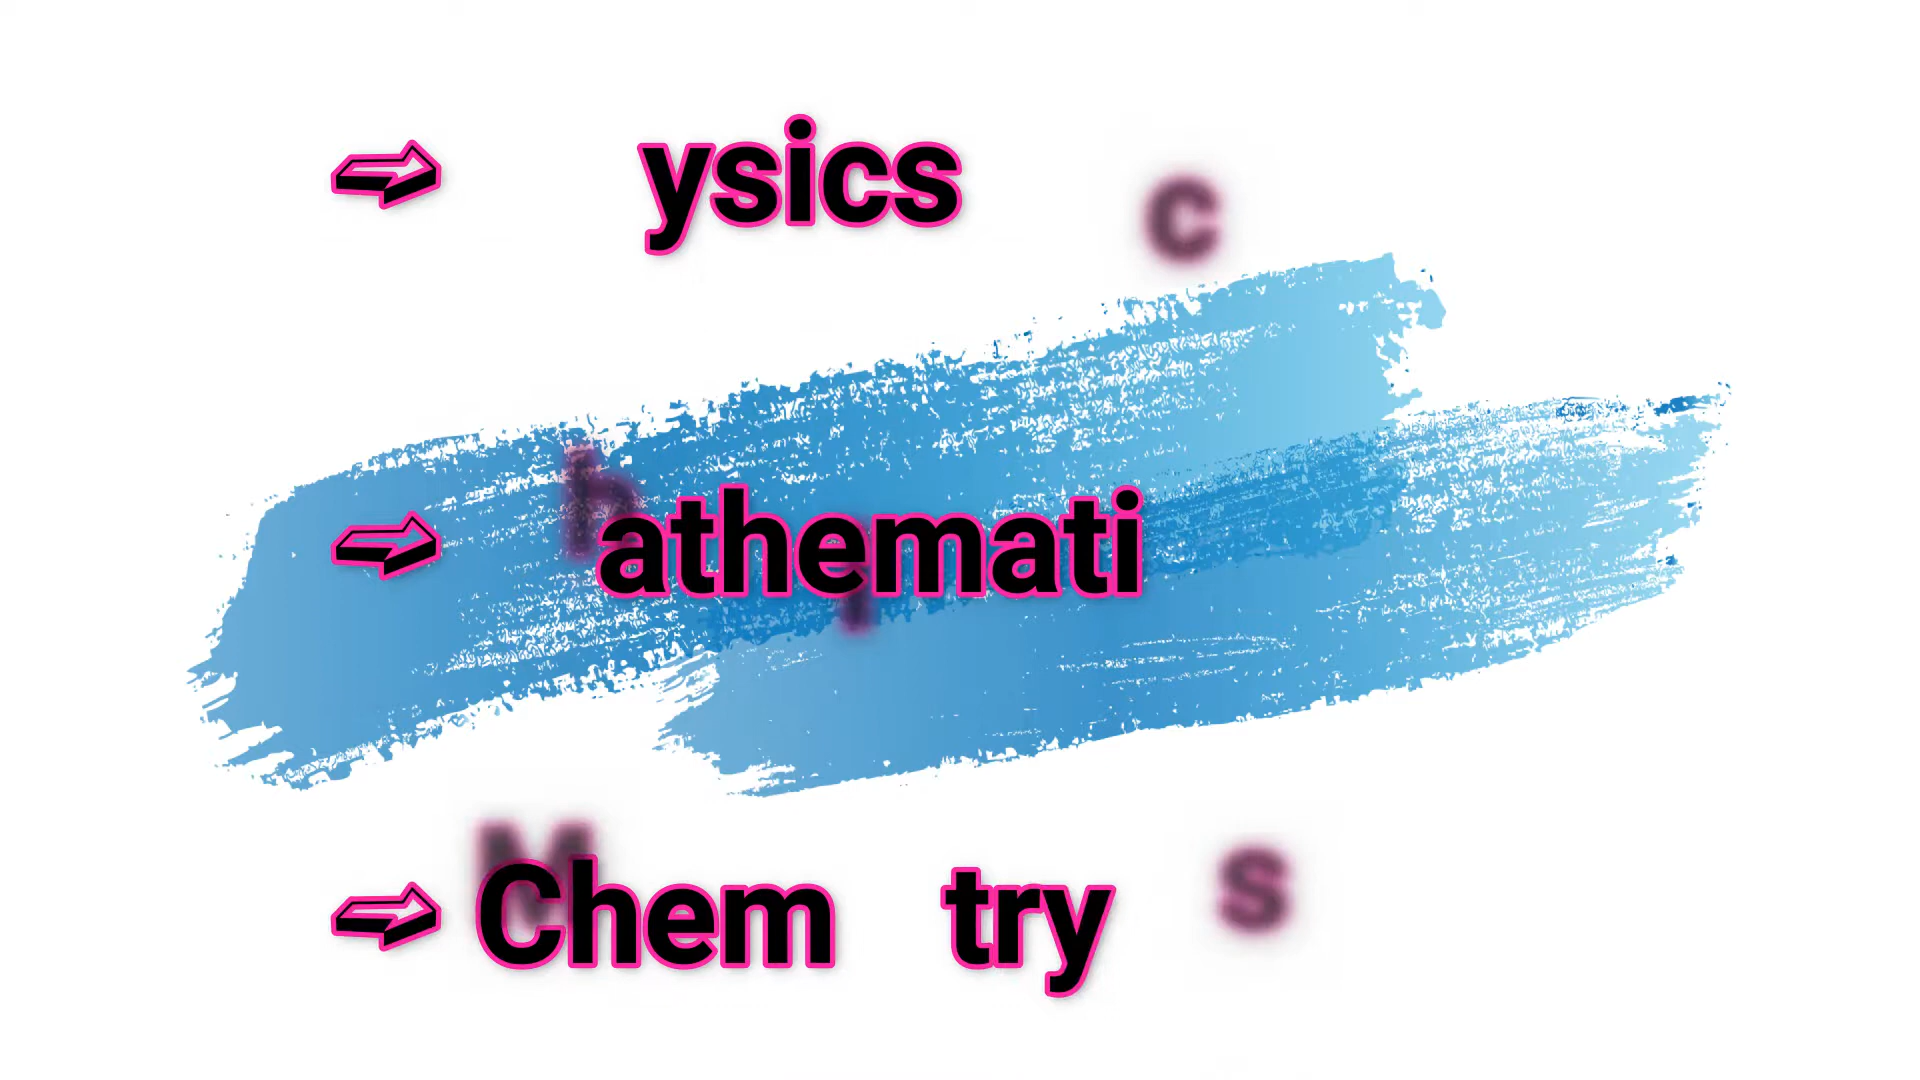 ⇨ ysics
c
h
⇨ athemati
M
⇨ Chem try
s